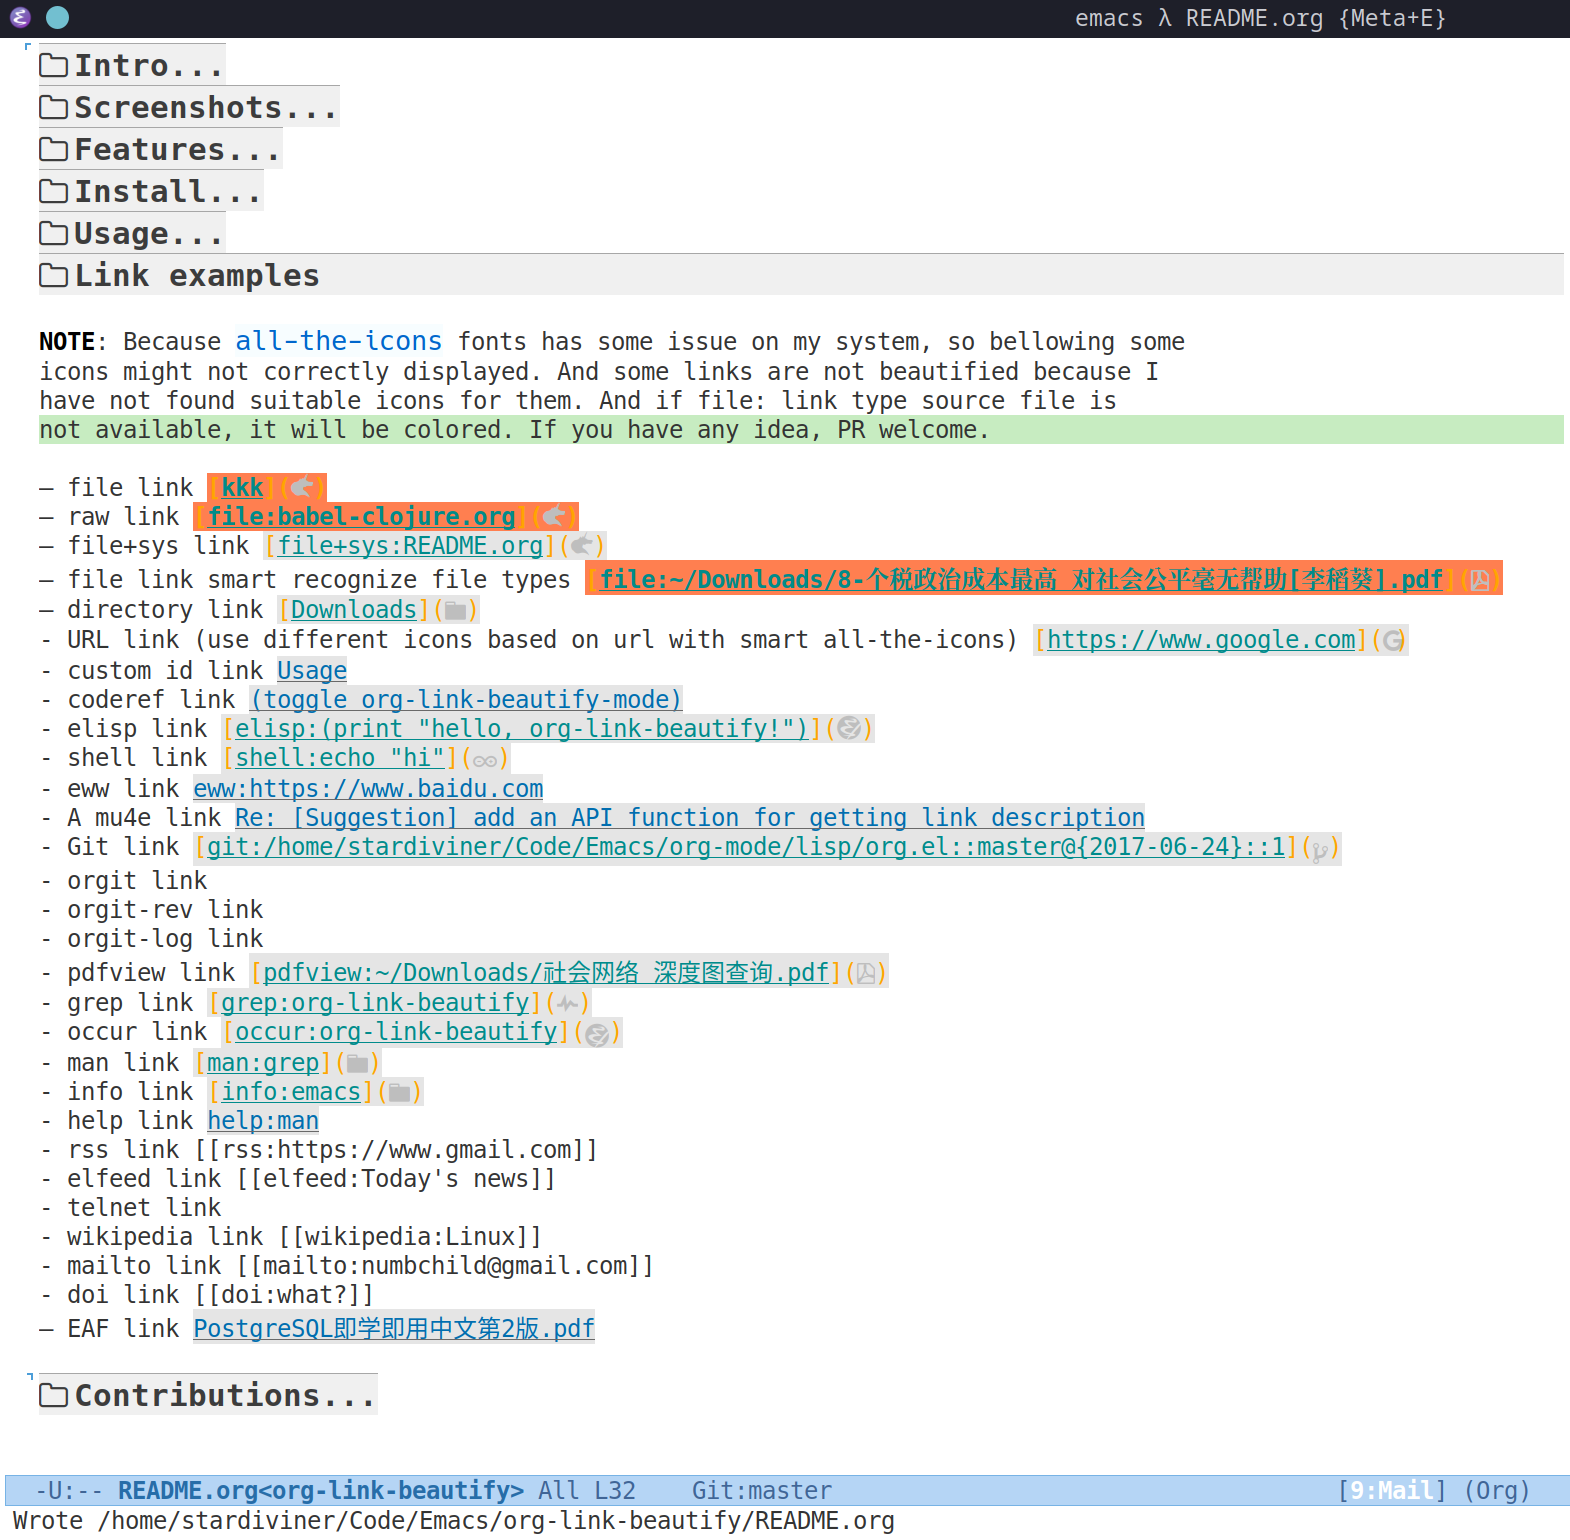 emacs λ README.org {Meta+E}
Intro...
Screenshots...
Features...
Install...
Usage...
Link examples
NOTE: Because all-the-icons fonts has some issue on my system, so bellowing some
icons might not correctly displayed. And some links are not beautified because I
have not found suitable icons for them. And if file: link type source file is
not available, it will be colored. If you have any idea, PR welcome.
– file link [kkk]()
– raw link [file:babel-clojure.org]()
– file+sys link [file+sys:README.org]()
– file link smart recognize file types [file:~/Downloads/8-个税政治成本最高 对社会公平毫无帮助[李稻葵].pdf]()
– directory link [Downloads]()
- URL link (use different icons based on url with smart all-the-icons) [https://www.google.com](G)
- custom id link Usage
- coderef link (toggle org-link-beautify-mode)
- elisp link [elisp:(print "hello, org-link-beautify!")]()
- shell link [shell:echo "hi"]()
- eww link eww:https://www.baidu.com
- A mu4e link Re: [Suggestion] add an API function for getting link description
- Git link [git:/home/stardiviner/Code/Emacs/org-mode/lisp/org.el::master@{2017-06-24}::1]()
- orgit link
- orgit-rev link
- orgit-log link
- pdfview link [pdfview:~/Downloads/社会网络 深度图查询.pdf]()
- grep link [grep:org-link-beautify]()
- occur link [occur:org-link-beautify]()
- man link [man:grep]()
- info link [info:emacs]()
- help link help:man
- rss link [[rss:https://www.gmail.com]]
- elfeed link [[elfeed:Today's news]]
- telnet link
- wikipedia link [[wikipedia:Linux]]
- mailto link [[mailto:numbchild@gmail.com]]
- doi link [[doi:what?]]
– EAF link PostgreSQL即学即用中文第2版.pdf
Contributions...
-U:-- README.org<org-link-beautify> All L32 Git:master [9:Mail] (Org)
Wrote /home/stardiviner/Code/Emacs/org-link-beautify/README.org